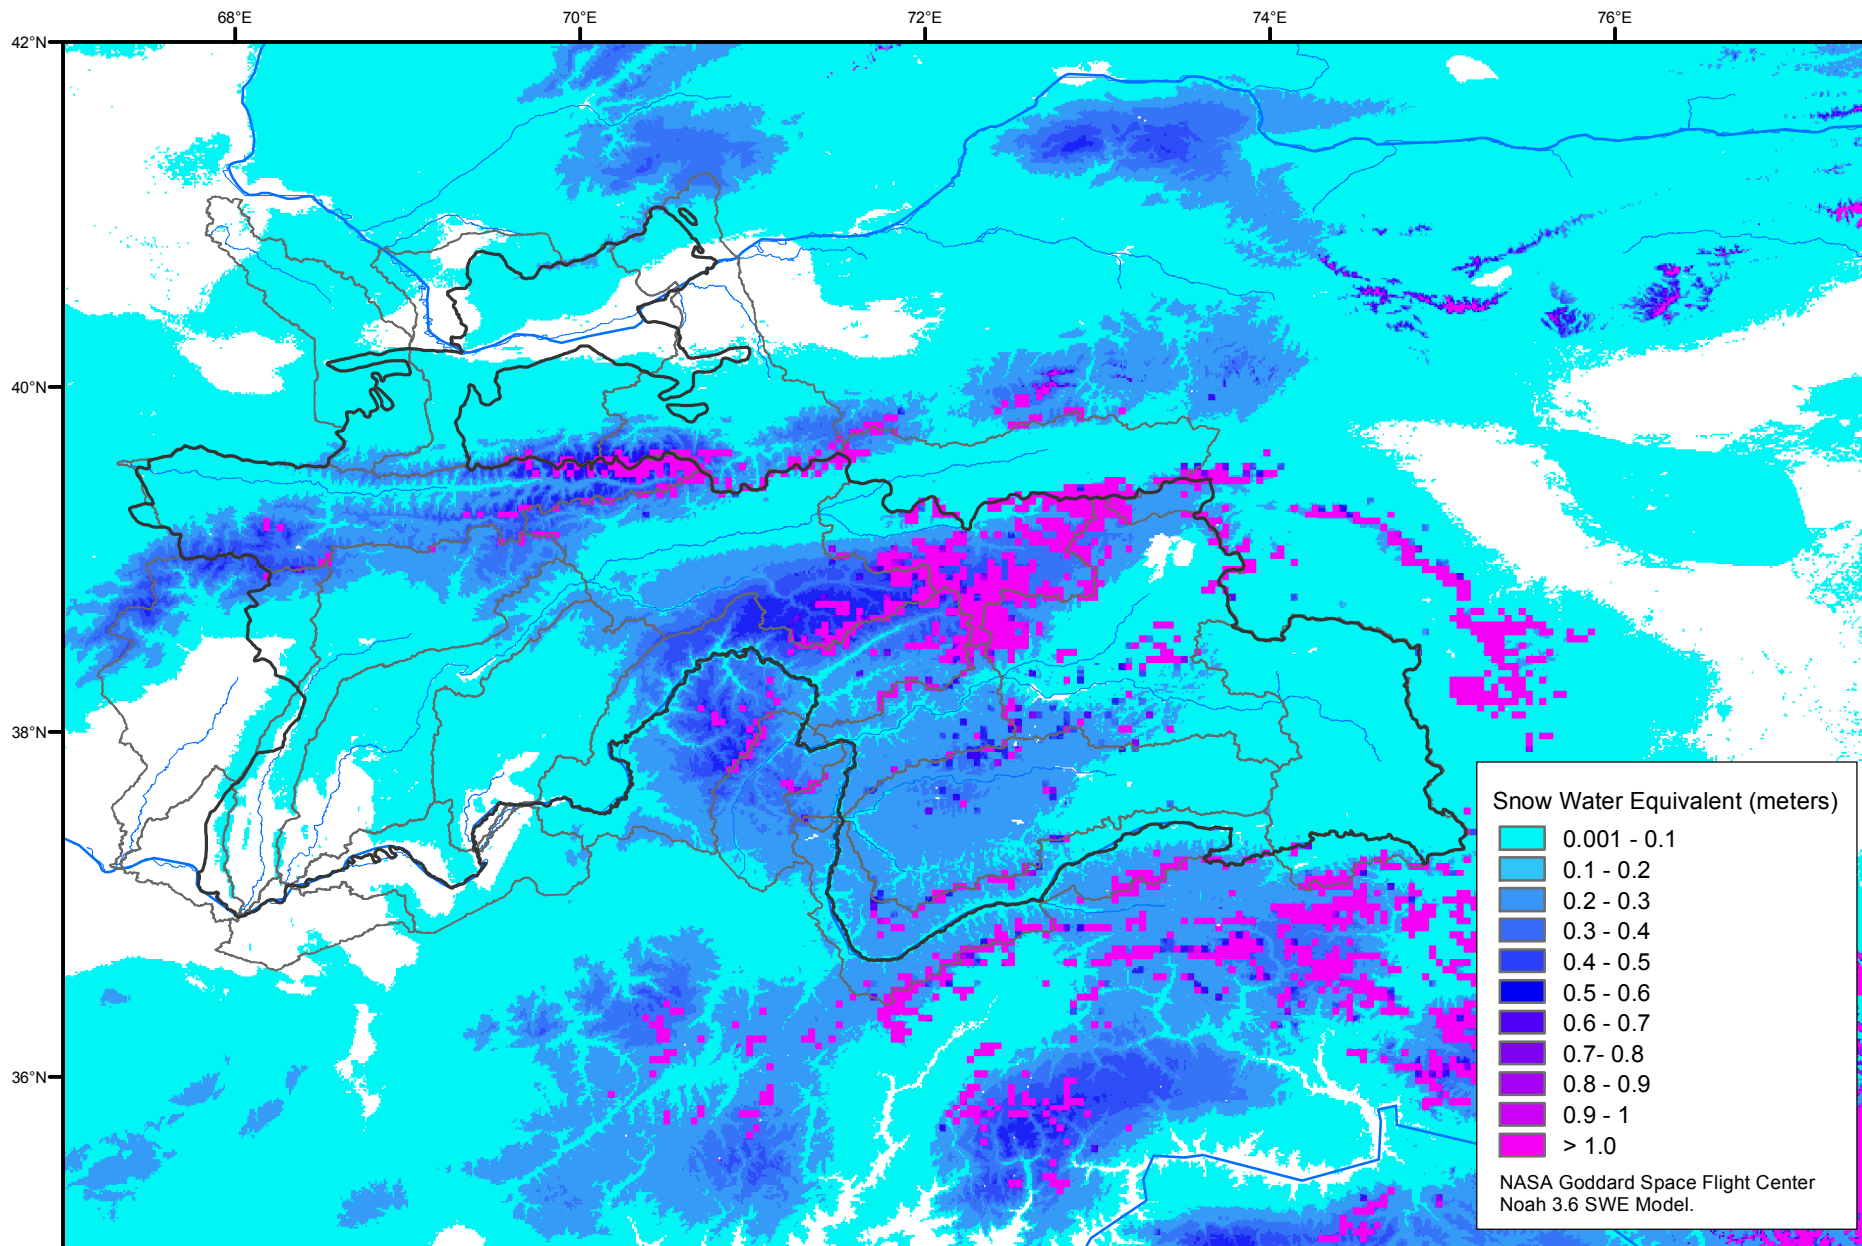 68°E 70°E 72°E 74°E 76°E
42°N
40°N
38°N
36°N
Snow Water Equivalent (meters)
0.001 - 0.1
0.1 - 0.2
0.2 - 0.3
0.3 - 0.4
0.4 - 0.5
0.5 - 0.6
0.6 - 0.7
0.7- 0.8
0.8 - 0.9
0.9 - 1
> 1.0
NASA Goddard Space Flight Center
Noah 3.6 SWE Model.